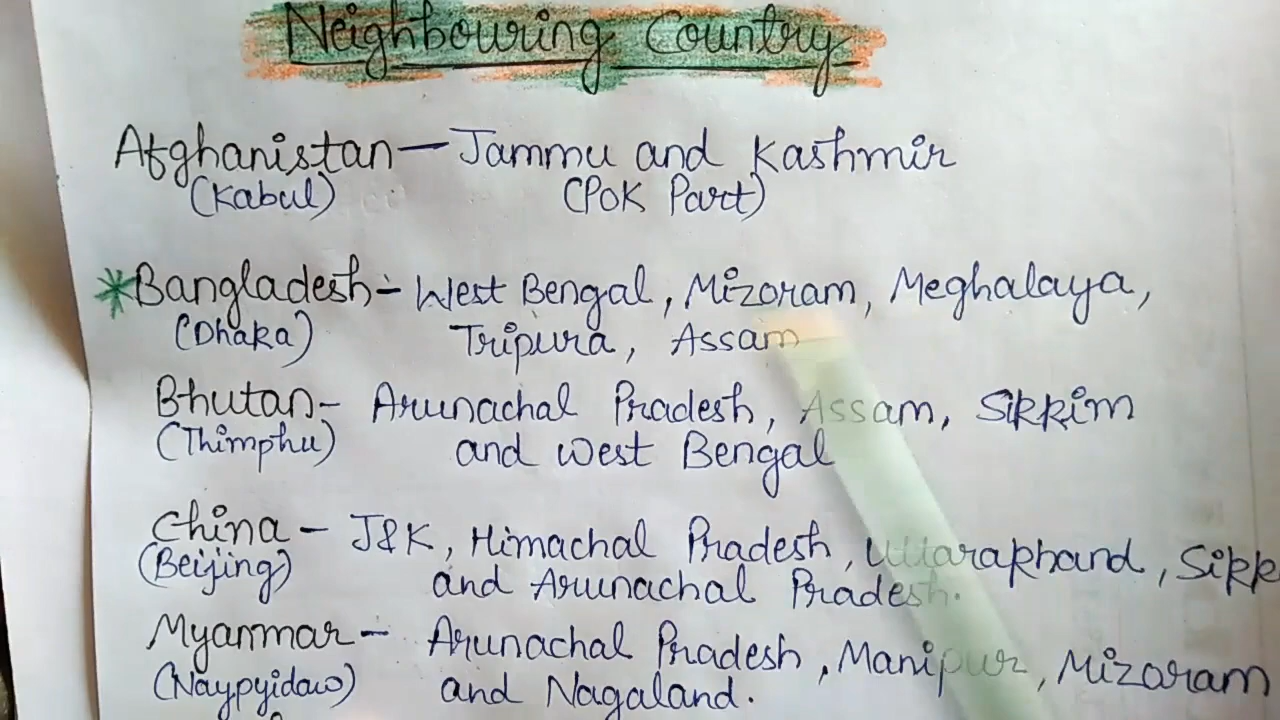 Neighbouring Country
Afghanistan - Jammu and Kashmir
(Kabul) (POK Part)
*Bangladesh - West Bengal, Mizoram, Meghalaya,
(Dhaka) Tripura, Assam
Bhutan - Arunachal Pradesh, Assam, Sikkim
(Thimphu) and West Bengal
China - J&K, Himachal Pradesh, Uttarakhand, Sikk
(Beijing) and Arunachal Pradesh.
Myanmar - Arunachal Pradesh, Manipur, Mizoram
(Naypyidaw) and Nagaland.